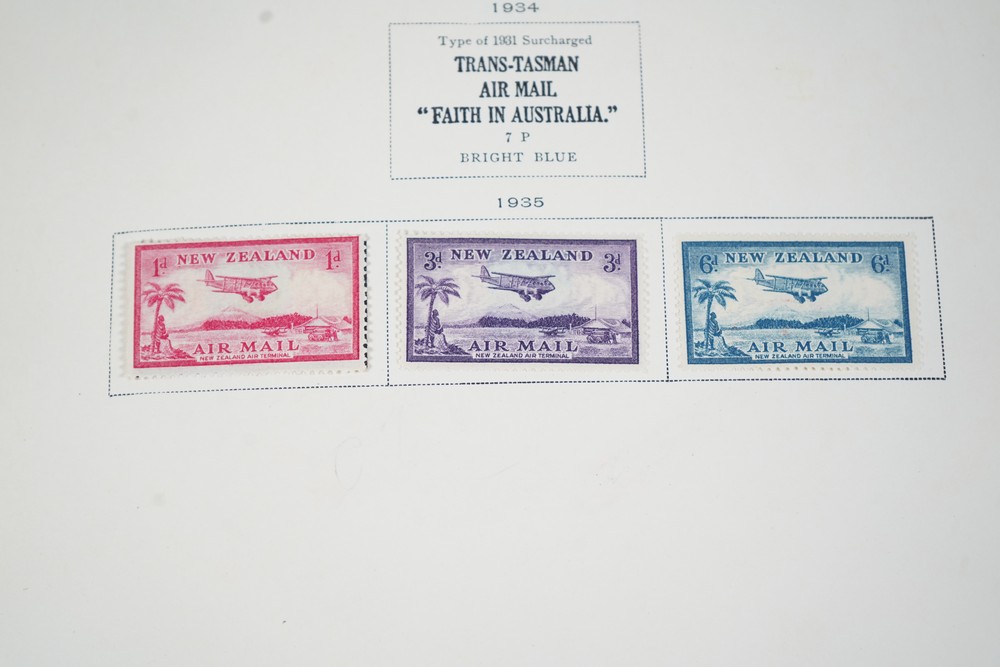 1934
Type of 1931 Surcharged
TRANS-TASMAN
AIR MAIL
"FAITH IN AUSTRALIA."
7 P
BRIGHT BLUE
1935
1d NEW ZEALAND 1d.
AIR MAIL
NEW ZEALAND AIR TERMINAL
3d NEW ZEALAND 3d
AIR MAIL
NEW ZEALAND AIR TERMINAL
6d NEW ZEALAND 6d
AIR MAIL
NEW ZEALAND AIR TERMINAL